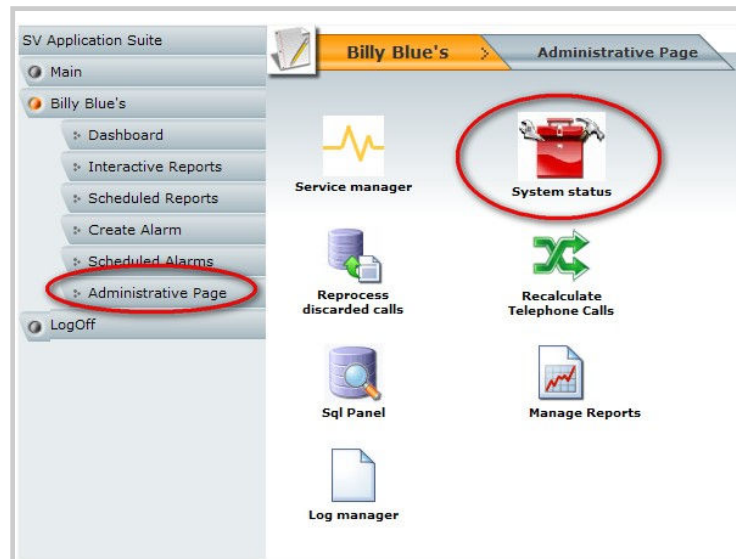 SV Application Suite
Main
Billy Blue's
Dashboard
Interactive Reports
Scheduled Reports
Create Alarm
Scheduled Alarms
Administrative Page
LogOff
Billy Blue's
Administrative Page
Service manager
System status
Reprocess
discarded calls
Recalculate
Telephone Calls
Sql Panel
Manage Reports
Log manager